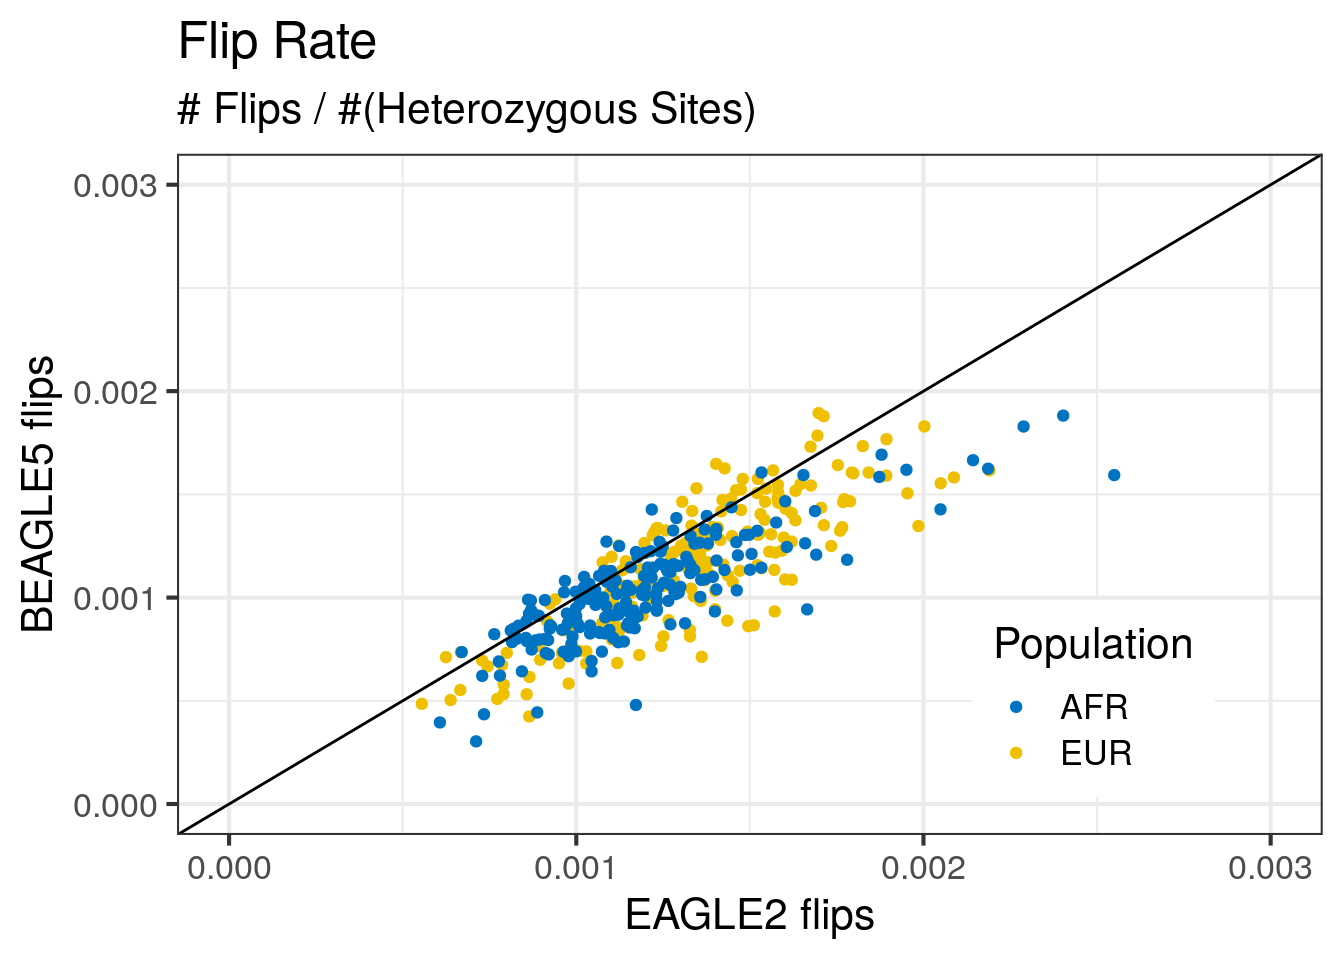 Flip Rate
# Flips / #(Heterozygous Sites)
0.003
0.002
0.001
0.000
BEAGLE5 flips
Population
AFR
EUR
0.000
0.001
0.002
0.003
EAGLE2 flips